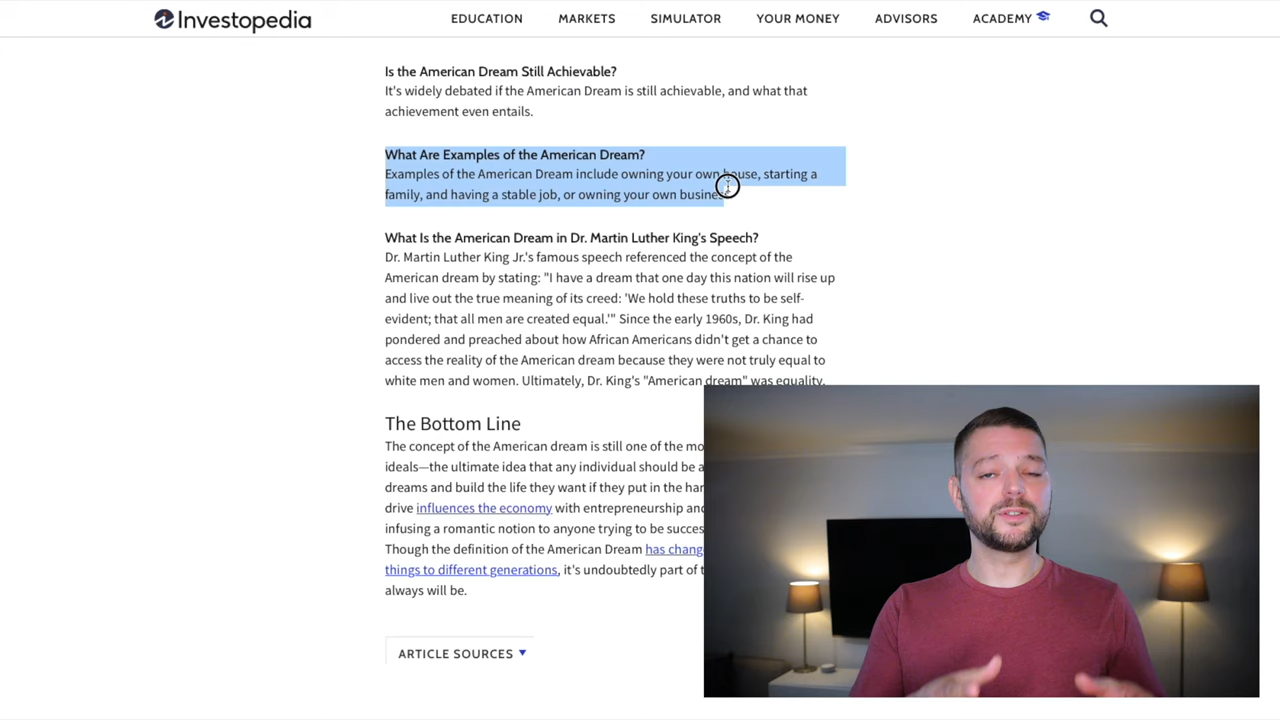 Investopedia
EDUCATION MARKETS SIMULATOR YOUR MONEY ADVISORS ACADEMY
Is the American Dream Still Achievable?
It's widely debated if the American Dream is still achievable, and what that
achievement even entails.
What Are Examples of the American Dream?
Examples of the American Dream include owning your own house, starting a
family, and having a stable job, or owning your own
What Is the American Dream in Dr. Martin Luther King's Speech?
Dr. Martin Luther King Jr.'s famous speech referenced the concept of the
American dream by stating: "I have a dream that one day this nation will rise up
and live out the true meaning of its creed: 'We hold these truths to be self-
evident; that all men are created equal.'" Since the early 1960s, Dr. King had
pondered and preached about how African Americans didn't get a chance to
access the reality of the American dream because they were not truly equal to
white men and women. Ultimately, Dr. King's "American dream" was equality.
The Bottom Line
The concept of the American dream is still one of the
ideals—the ultimate idea that any individual should be
dreams and build the life they want if they put in the
drive influences the economy with entrepreneurship
infusing a romantic notion to anyone trying to be
Though the definition of the American Dream has
things to different generations, it's undoubtedly part of
always will be.
ARTICLE SOURCES